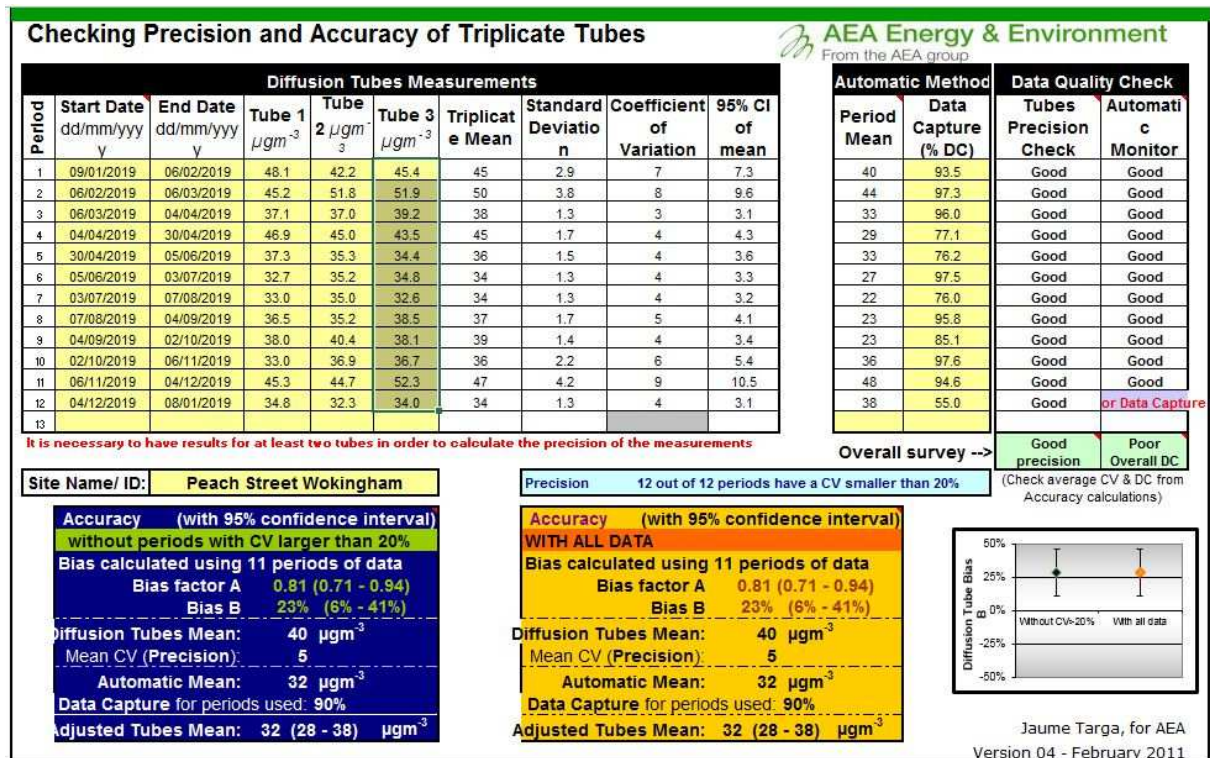 Checking Precision and Accuracy of Triplicate Tubes
AEA Energy & Environment
From the AEA group
Diffusion Tubes Measurements
Automatic Method
Data Quality Check
Period
Start Date dd/mm/yyyy
End Date dd/mm/yyyy
Tube 1 µgm-3
Tube 2 µgm-3
Tube 3 µgm-3
Triplicate Mean
Standard Deviation
Coefficient of Variation
95% CI of mean
Period Mean
Data Capture (% DC)
Tubes Precision Check
Automatic Monitor
1 09/01/2019 06/02/2019 48.1 42.2 45.4 45 2.9 7 7.3 40 93.5 Good Good
2 06/02/2019 06/03/2019 45.2 51.8 51.9 50 3.8 8 9.6 44 97.3 Good Good
3 06/03/2019 04/04/2019 37.1 37.0 39.2 38 1.3 3 3.1 33 96.0 Good Good
4 04/04/2019 30/04/2019 46.9 45.0 43.5 45 1.7 4 4.3 29 77.1 Good Good
5 30/04/2019 05/06/2019 37.3 35.3 34.4 36 1.5 4 3.6 33 76.2 Good Good
6 05/06/2019 03/07/2019 32.7 35.2 34.8 34 1.3 4 3.3 27 97.5 Good Good
7 03/07/2019 07/08/2019 33.0 35.0 32.6 34 1.3 4 3.2 22 76.0 Good Good
8 07/08/2019 04/09/2019 36.5 35.2 38.5 37 1.7 5 4.1 23 95.8 Good Good
9 04/09/2019 02/10/2019 38.0 40.4 38.1 39 1.4 4 3.4 23 85.1 Good Good
10 02/10/2019 06/11/2019 33.0 36.9 36.7 36 2.2 6 5.4 36 97.6 Good Good
11 06/11/2019 04/12/2019 45.3 44.7 52.3 47 4.2 9 10.5 48 94.6 Good Good
12 04/12/2019 08/01/2019 34.8 32.3 34.0 34 1.3 4 3.1 38 55.0 Good or Data Capture
13
It is necessary to have results for at least two tubes in order to calculate the precision of the measurements
Overall survey -->
Good precision
Poor Overall DC
(Check average CV & DC from Accuracy calculations)
Site Name/ ID: Peach Street Wokingham
Precision 12 out of 12 periods have a CV smaller than 20%
Accuracy (with 95% confidence interval)
without periods with CV larger than 20%
Bias calculated using 11 periods of data
Bias factor A 0.81 (0.71 - 0.94)
Bias B 23% (6% - 41%)
Diffusion Tubes Mean: 40 µgm-3
Mean CV (Precision): 5
Automatic Mean: 32 µgm-3
Data Capture for periods used: 90%
Adjusted Tubes Mean: 32 (28 - 38) µgm-3
Accuracy (with 95% confidence interval)
WITH ALL DATA
Bias calculated using 11 periods of data
Bias factor A 0.81 (0.71 - 0.94)
Bias B 23% (6% - 41%)
Diffusion Tubes Mean: 40 µgm-3
Mean CV (Precision): 5
Automatic Mean: 32 µgm-3
Data Capture for periods used: 90%
Adjusted Tubes Mean: 32 (28 - 38) µgm-3
Diffusion Tube Bias B
50%
25%
0%
-25%
-50%
Without CV>20%
With all data
Jaume Targa, for AEA
Version 04 - February 2011